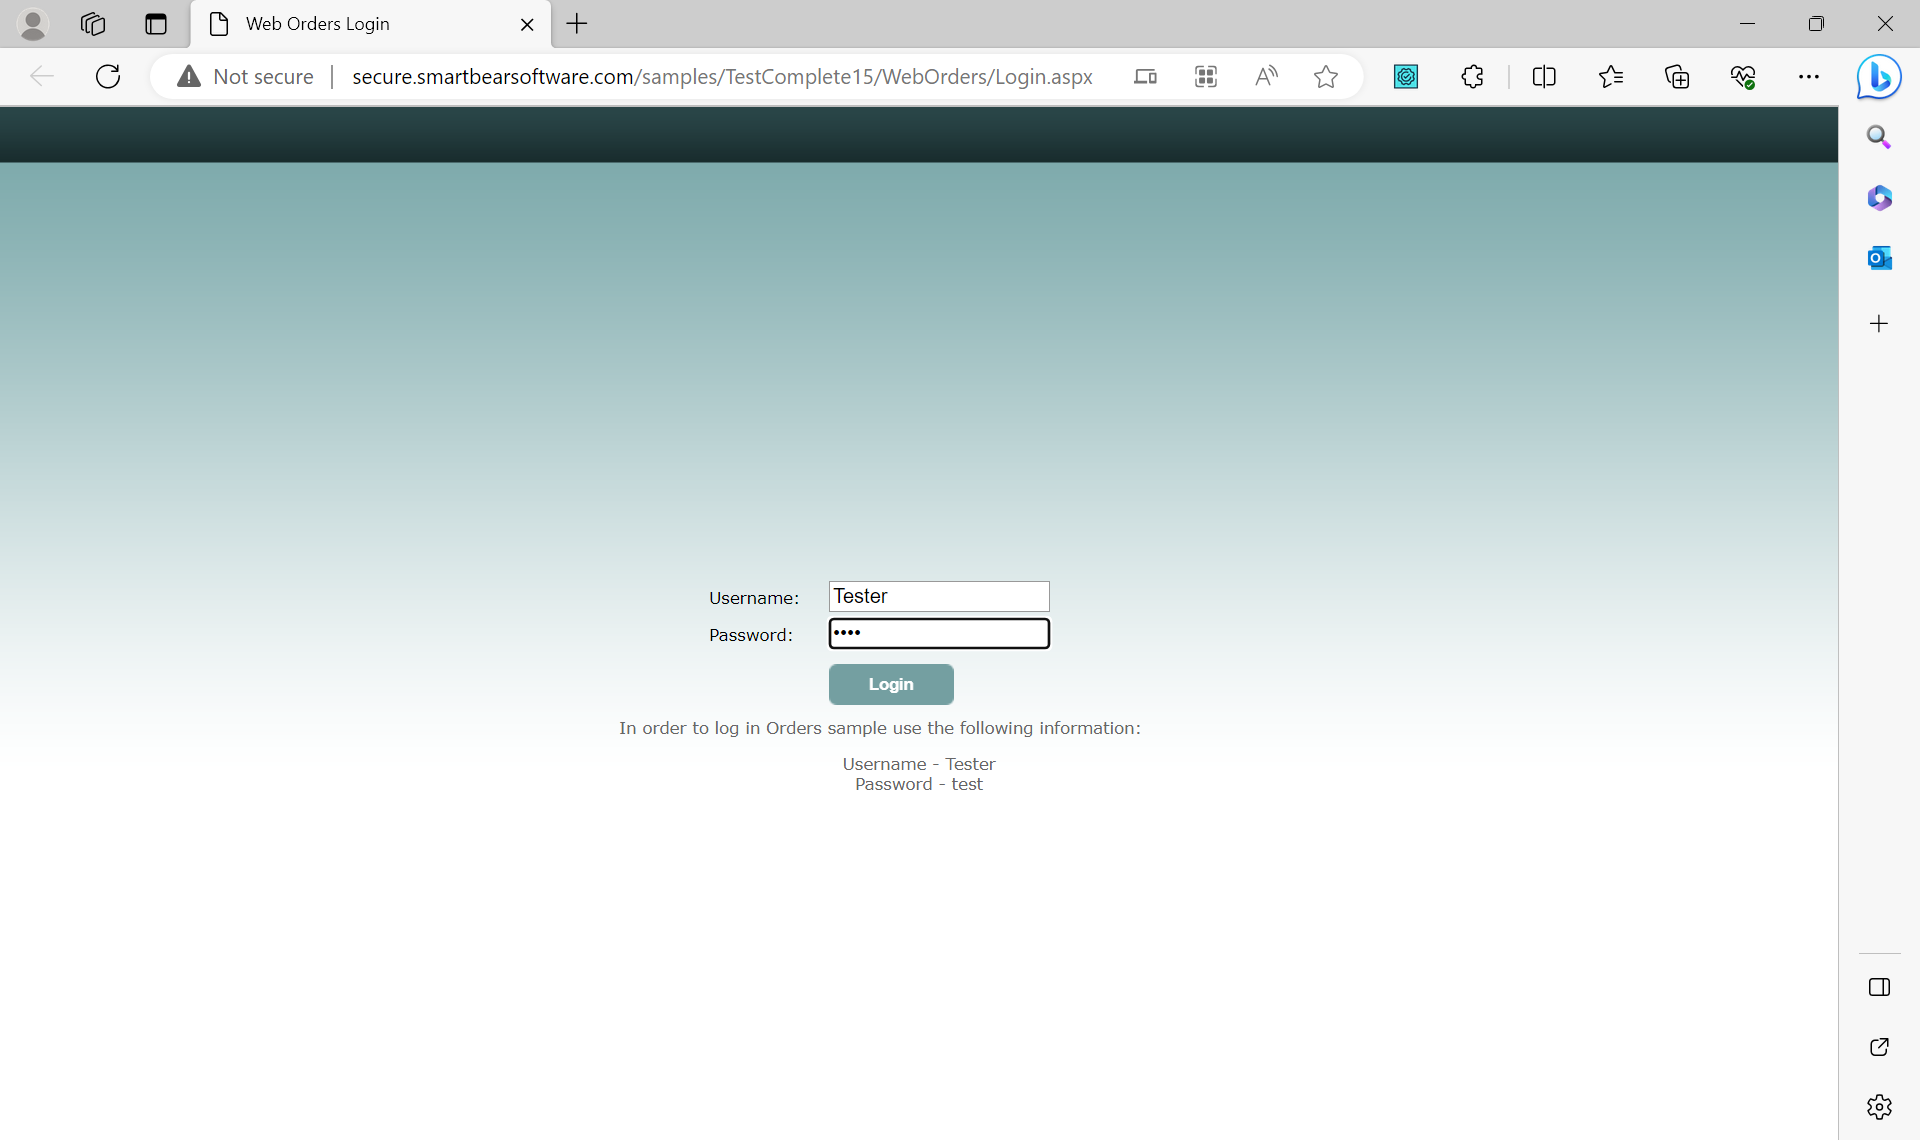 Web Orders Login
Not secure
secure.smartbearsoftware.com/samples/TestComplete15/WebOrders/Login.aspx
Username: Tester
Password: ••••
Login
In order to log in Orders sample use the following information:
Username - Tester
Password - test